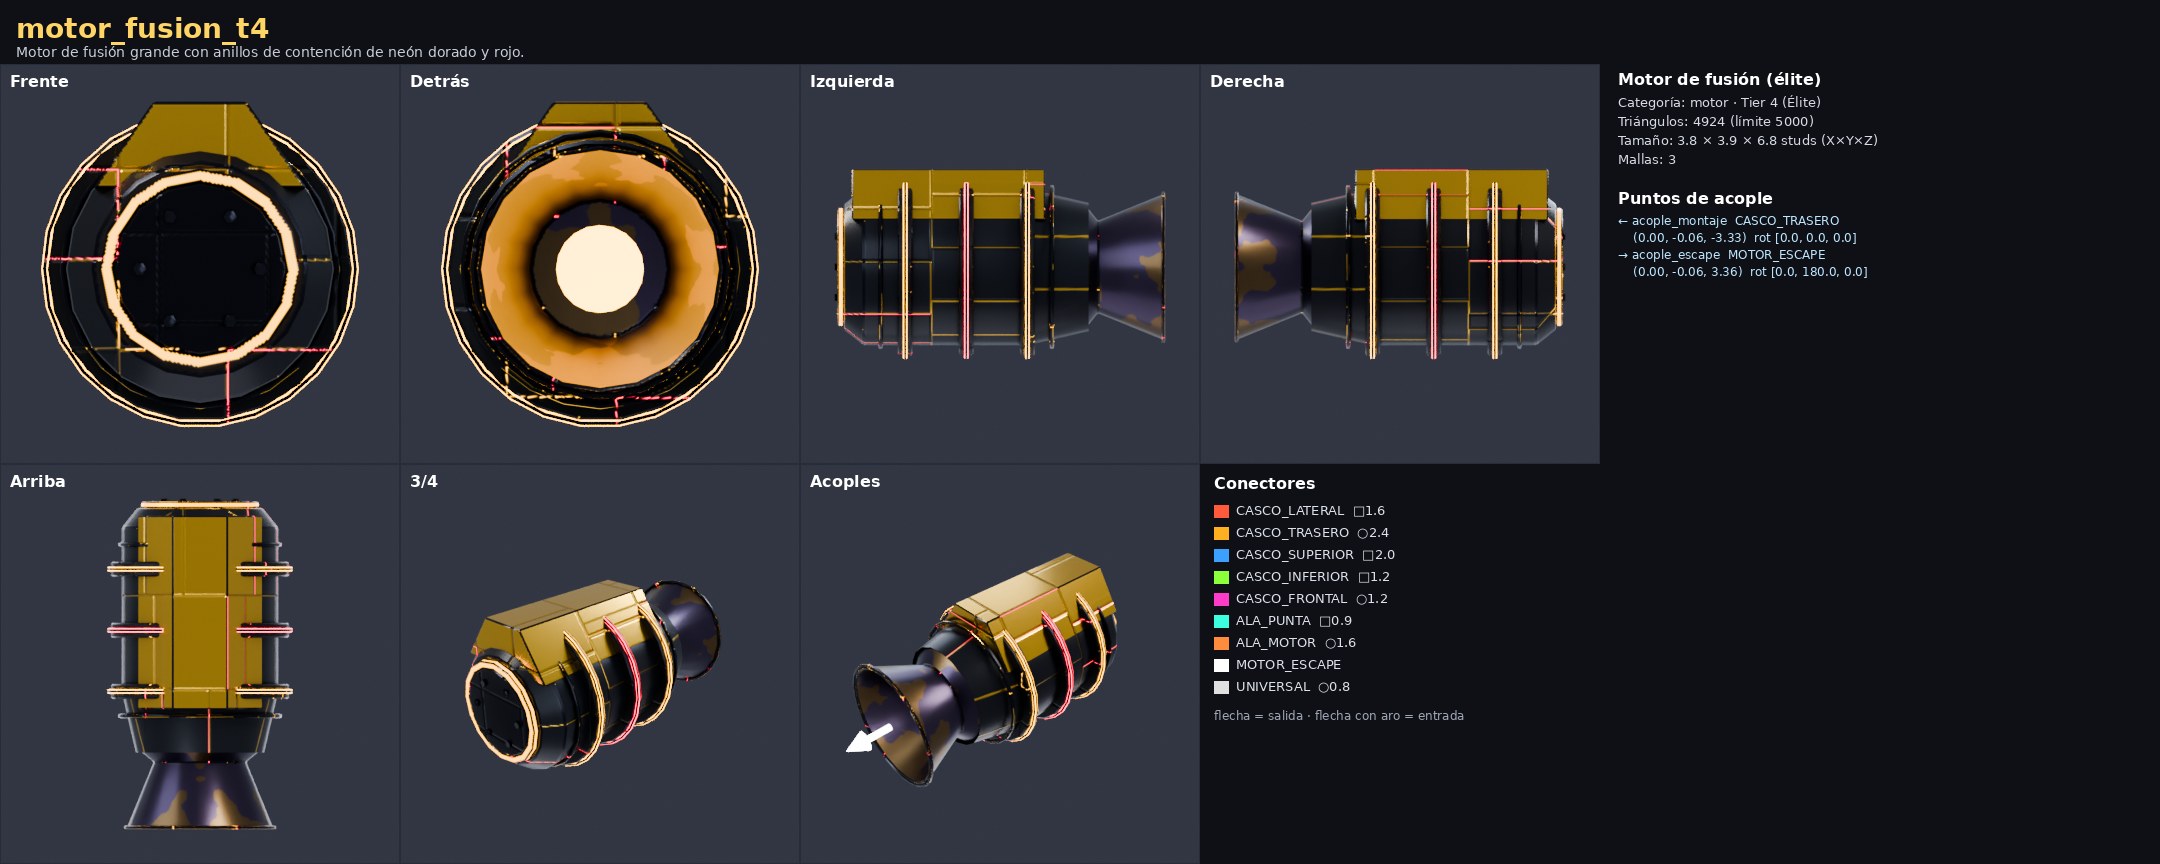 motor_fusion_t4
Motor de fusión grande con anillos de contención de neón dorado y rojo.
Frente
Detrás
Izquierda
Derecha
Motor de fusión (élite)
Categoría: motor · Tier 4 (Élite)
Triángulos: 4924 (límite 5000)
Tamaño: 3.8 × 3.9 × 6.8 studs (X×Y×Z)
Mallas: 3
Puntos de acople
← acople_montaje  CASCO_TRASERO
(0.00, -0.06, -3.33)  rot [0.0, 0.0, 0.0]
→ acople_escape  MOTOR_ESCAPE
(0.00, -0.06, 3.36)  rot [0.0, 180.0, 0.0]
Arriba
3/4
Acoples
Conectores
CASCO_LATERAL  □1.6
CASCO_TRASERO  ○2.4
CASCO_SUPERIOR  □2.0
CASCO_INFERIOR  □1.2
CASCO_FRONTAL  ○1.2
ALA_PUNTA  □0.9
ALA_MOTOR  ○1.6
MOTOR_ESCAPE
UNIVERSAL  ○0.8
flecha = salida · flecha con aro = entrada